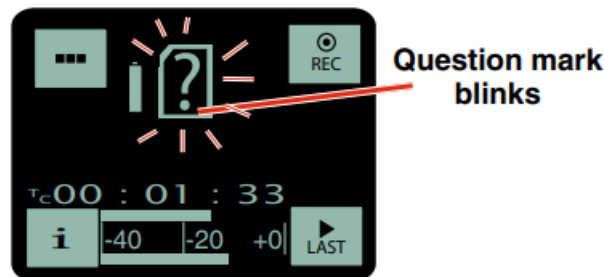 ?
REC
Question mark
blinks
TC00 : 01 : 33
i
-40 -20 +0
LAST